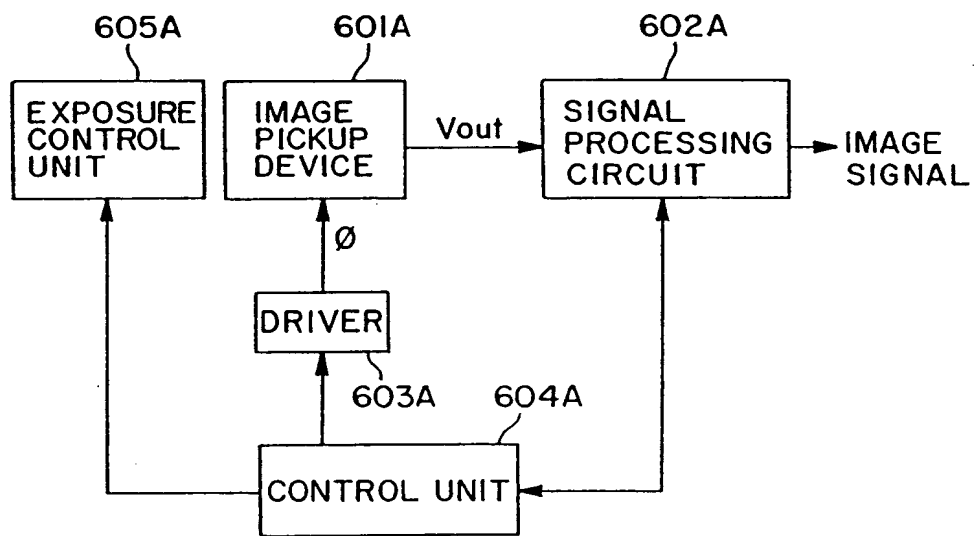 605A
601A
602A
EXPOSURE
CONTROL
UNIT
IMAGE
PICKUP
DEVICE
Vout
SIGNAL
PROCESSING
CIRCUIT
IMAGE
SIGNAL
Ø
DRIVER
603A
604A
CONTROL UNIT